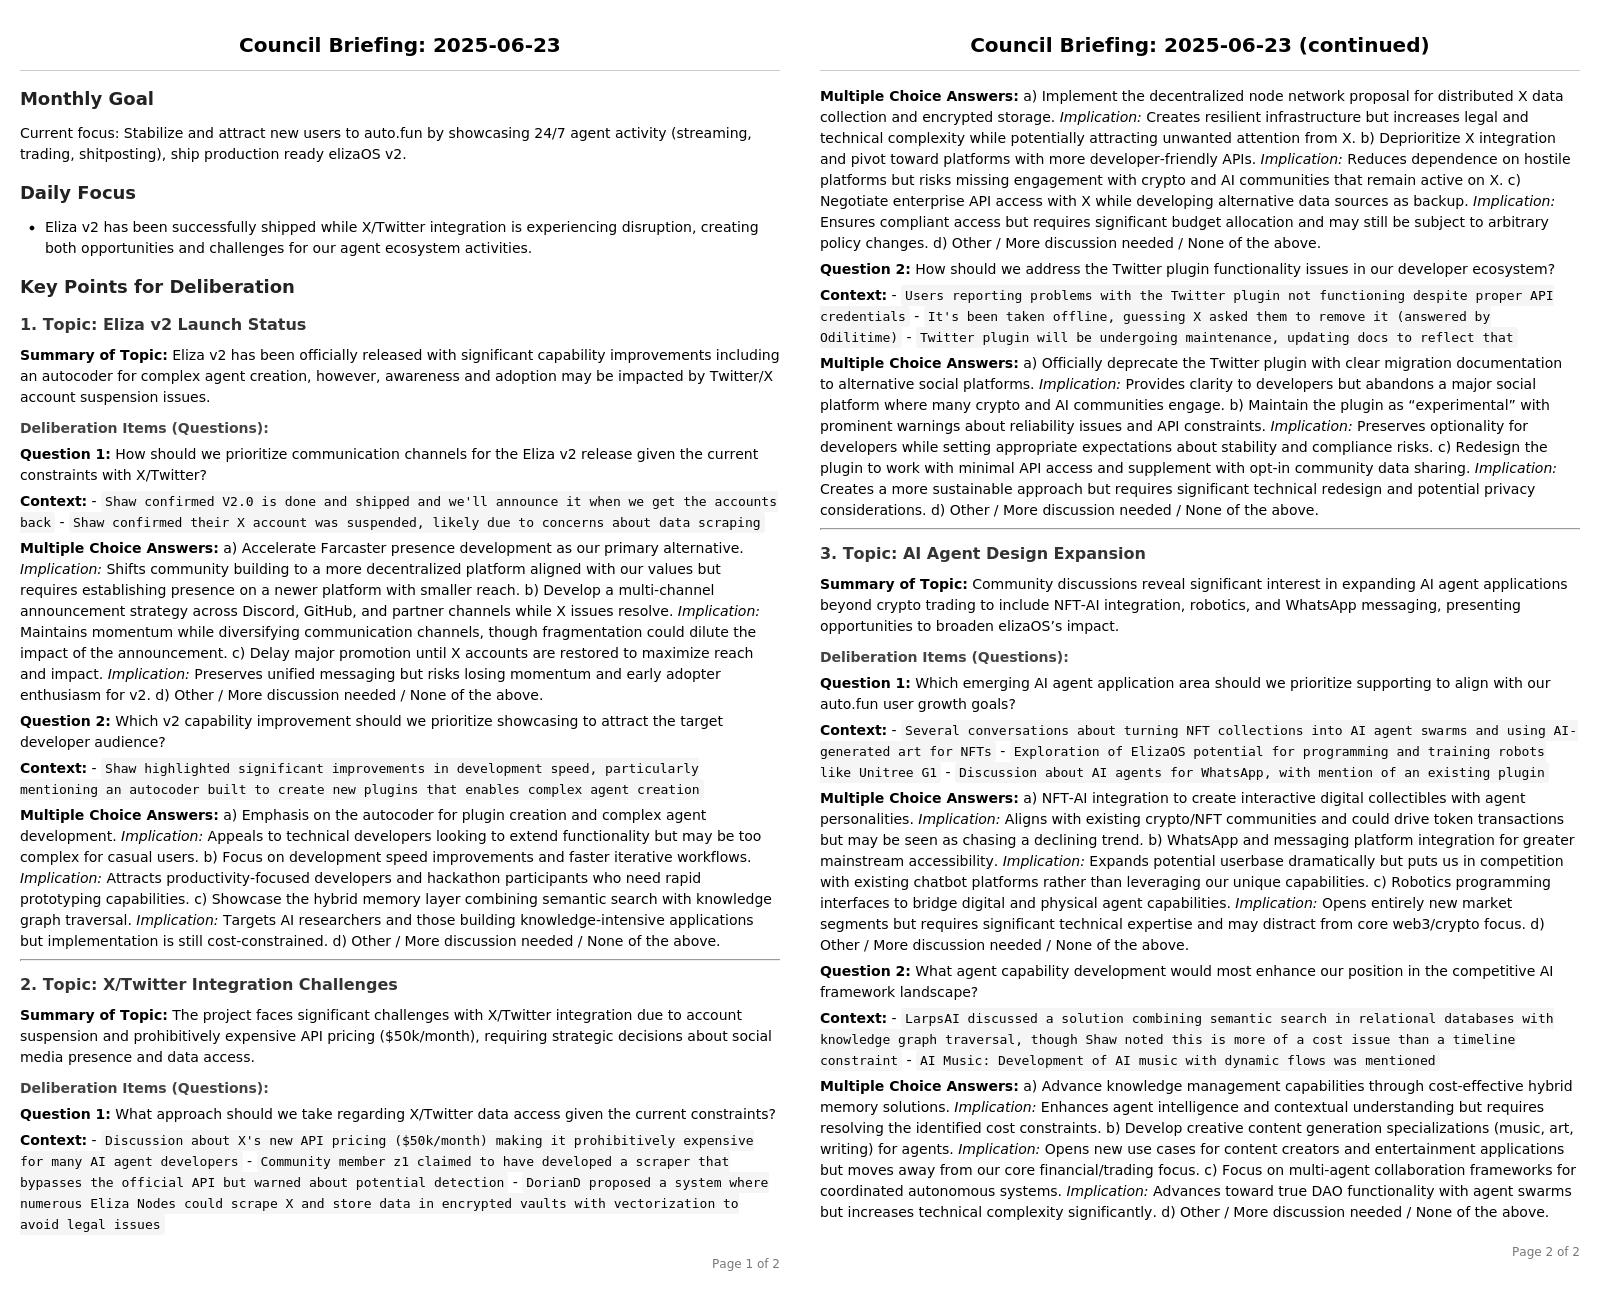 Council Briefing: 2025-06-23
Monthly Goal
Current focus: Stabilize and attract new users to auto.fun by showcasing 24/7 agent activity (streaming,
trading, shitposting), ship production ready elizaOS v2.
Daily Focus
• Eliza v2 has been successfully shipped while X/Twitter integration is experiencing disruption, creating
both opportunities and challenges for our agent ecosystem activities.
Key Points for Deliberation
1. Topic: Eliza v2 Launch Status
Summary of Topic: Eliza v2 has been officially released with significant capability improvements including
an autocoder for complex agent creation, however, awareness and adoption may be impacted by Twitter/X
account suspension issues.
Deliberation Items (Questions):
Question 1: How should we prioritize communication channels for the Eliza v2 release given the current
constraints with X/Twitter?
Context: - Shaw confirmed V2.0 is done and shipped and we'll announce it when we get the accounts
back - Shaw confirmed their X account was suspended, likely due to concerns about data scraping
Multiple Choice Answers: a) Accelerate Farcaster presence development as our primary alternative.
Implication: Shifts community building to a more decentralized platform aligned with our values but
requires establishing presence on a newer platform with smaller reach. b) Develop a multi-channel
announcement strategy across Discord, GitHub, and partner channels while X issues resolve. Implication:
Maintains momentum while diversifying communication channels, though fragmentation could dilute the
impact of the announcement. c) Delay major promotion until X accounts are restored to maximize reach
and impact. Implication: Preserves unified messaging but risks losing momentum and early adopter
enthusiasm for v2. d) Other / More discussion needed / None of the above.
Question 2: Which v2 capability improvement should we prioritize showcasing to attract the target
developer audience?
Context: - Shaw highlighted significant improvements in development speed, particularly
mentioning an autocoder built to create new plugins that enables complex agent creation
Multiple Choice Answers: a) Emphasis on the autocoder for plugin creation and complex agent
development. Implication: Appeals to technical developers looking to extend functionality but may be too
complex for casual users. b) Focus on development speed improvements and faster iterative workflows.
Implication: Attracts productivity-focused developers and hackathon participants who need rapid
prototyping capabilities. c) Showcase the hybrid memory layer combining semantic search with knowledge
graph traversal. Implication: Targets AI researchers and those building knowledge-intensive applications
but implementation is still cost-constrained. d) Other / More discussion needed / None of the above.
2. Topic: X/Twitter Integration Challenges
Summary of Topic: The project faces significant challenges with X/Twitter integration due to account
suspension and prohibitively expensive API pricing ($50k/month), requiring strategic decisions about social
media presence and data access.
Deliberation Items (Questions):
Question 1: What approach should we take regarding X/Twitter data access given the current constraints?
Context: - Discussion about X's new API pricing ($50k/month) making it prohibitively expensive
for many AI agent developers - Community member z1 claimed to have developed a scraper that
bypasses the official API but warned about potential detection - DorianD proposed a system where
numerous Eliza Nodes could scrape X and store data in encrypted vaults with vectorization to
avoid legal issues
Page 1 of 2
Council Briefing: 2025-06-23 (continued)
Multiple Choice Answers: a) Implement the decentralized node network proposal for distributed X data
collection and encrypted storage. Implication: Creates resilient infrastructure but increases legal and
technical complexity while potentially attracting unwanted attention from X. b) Deprioritize X integration
and pivot toward platforms with more developer-friendly APIs. Implication: Reduces dependence on hostile
platforms but risks missing engagement with crypto and AI communities that remain active on X. c)
Negotiate enterprise API access with X while developing alternative data sources as backup. Implication:
Ensures compliant access but requires significant budget allocation and may still be subject to arbitrary
policy changes. d) Other / More discussion needed / None of the above.
Question 2: How should we address the Twitter plugin functionality issues in our developer ecosystem?
Context: - Users reporting problems with the Twitter plugin not functioning despite proper API
credentials - It's been taken offline, guessing X asked them to remove it (answered by
Odilitime) - Twitter plugin will be undergoing maintenance, updating docs to reflect that
Multiple Choice Answers: a) Officially deprecate the Twitter plugin with clear migration documentation
to alternative social platforms. Implication: Provides clarity to developers but abandons a major social
platform where many crypto and AI communities engage. b) Maintain the plugin as “experimental” with
prominent warnings about reliability issues and API constraints. Implication: Preserves optionality for
developers while setting appropriate expectations about stability and compliance risks. c) Redesign the
plugin to work with minimal API access and supplement with opt-in community data sharing. Implication:
Creates a more sustainable approach but requires significant technical redesign and potential privacy
considerations. d) Other / More discussion needed / None of the above.
3. Topic: AI Agent Design Expansion
Summary of Topic: Community discussions reveal significant interest in expanding AI agent applications
beyond crypto trading to include NFT-AI integration, robotics, and WhatsApp messaging, presenting
opportunities to broaden elizaOS’s impact.
Deliberation Items (Questions):
Question 1: Which emerging AI agent application area should we prioritize supporting to align with our
auto.fun user growth goals?
Context: - Several conversations about turning NFT collections into AI agent swarms and using AI-
generated art for NFTs - Exploration of ElizaOS potential for programming and training robots
like Unitree G1 - Discussion about AI agents for WhatsApp, with mention of an existing plugin
Multiple Choice Answers: a) NFT-AI integration to create interactive digital collectibles with agent
personalities. Implication: Aligns with existing crypto/NFT communities and could drive token transactions
but may be seen as chasing a declining trend. b) WhatsApp and messaging platform integration for greater
mainstream accessibility. Implication: Expands potential userbase dramatically but puts us in competition
with existing chatbot platforms rather than leveraging our unique capabilities. c) Robotics programming
interfaces to bridge digital and physical agent capabilities. Implication: Opens entirely new market
segments but requires significant technical expertise and may distract from core web3/crypto focus. d)
Other / More discussion needed / None of the above.
Question 2: What agent capability development would most enhance our position in the competitive AI
framework landscape?
Context: - LarpsAI discussed a solution combining semantic search in relational databases with
knowledge graph traversal, though Shaw noted this is more of a cost issue than a timeline
constraint - AI Music: Development of AI music with dynamic flows was mentioned
Multiple Choice Answers: a) Advance knowledge management capabilities through cost-effective hybrid
memory solutions. Implication: Enhances agent intelligence and contextual understanding but requires
resolving the identified cost constraints. b) Develop creative content generation specializations (music, art,
writing) for agents. Implication: Opens new use cases for content creators and entertainment applications
but moves away from our core financial/trading focus. c) Focus on multi-agent collaboration frameworks for
coordinated autonomous systems. Implication: Advances toward true DAO functionality with agent swarms
but increases technical complexity significantly. d) Other / More discussion needed / None of the above.
Page 2 of 2